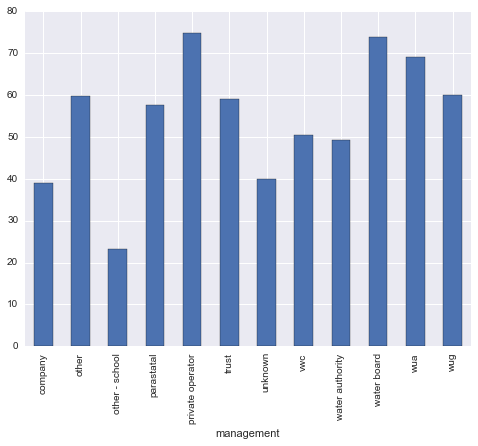 80
70
60
50
40
30
20
10
0
company
other
other - school
parastatal
private operator
trust
unknown
vwc
water authority
water board
wua
wug
management